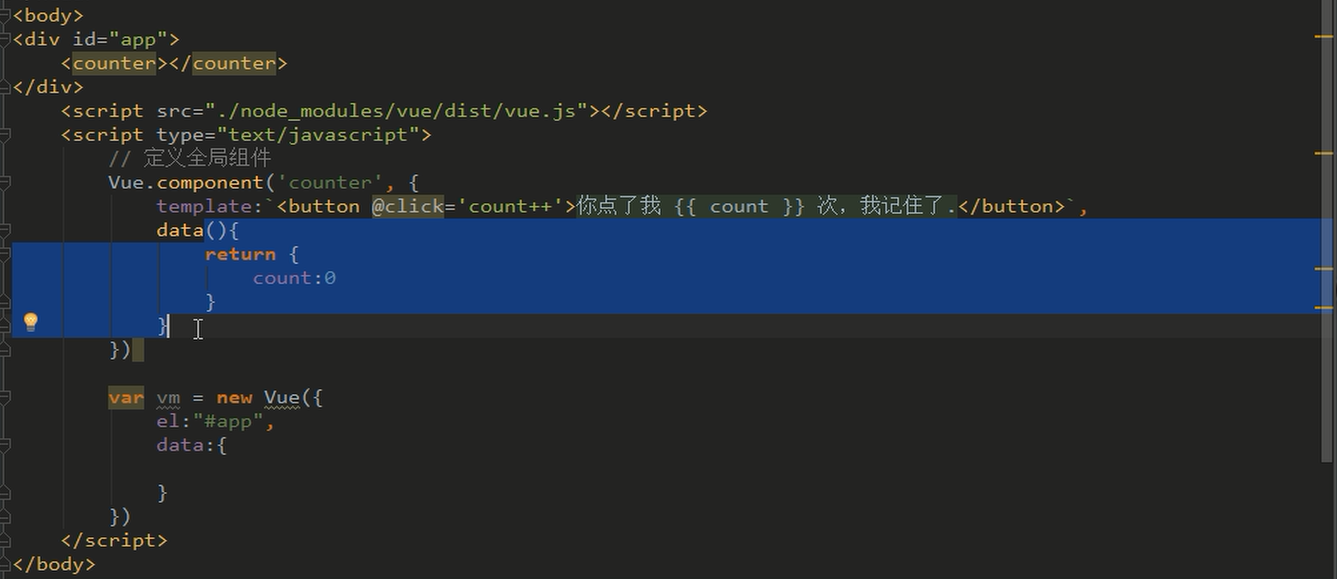 <body>
<div id="app">
    <counter></counter>
</div>
    <script src="./node_modules/vue/dist/vue.js"></script>
    <script type="text/javascript">
        // 定义全局组件
        Vue.component('counter', {
            template:`<button @click='count++'>你点了我 {{ count }} 次，我记住了.</button>`,
            data(){
                return {
                    count:0
                }
            }
        })
        var vm = new Vue({
            el:"#app",
            data:{
            }
        })
    </script>
</body>